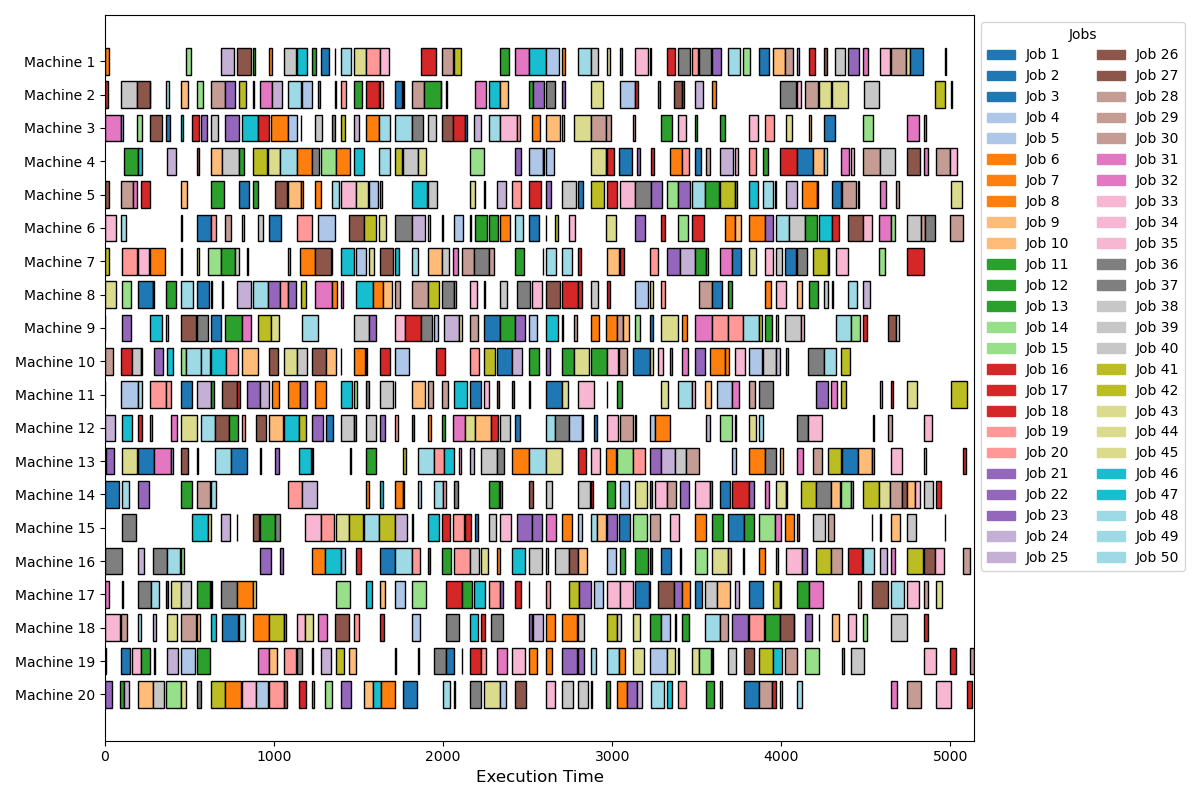 Machine 1
Machine 2
Machine 3
Machine 4
Machine 5
Machine 6
Machine 7
Machine 8
Machine 9
Machine 10
Machine 11
Machine 12
Machine 13
Machine 14
Machine 15
Machine 16
Machine 17
Machine 18
Machine 19
Machine 20
0 1000 2000 3000 4000 5000
Execution Time
Jobs
Job 1 Job 26
Job 2 Job 27
Job 3 Job 28
Job 4 Job 29
Job 5 Job 30
Job 6 Job 31
Job 7 Job 32
Job 8 Job 33
Job 9 Job 34
Job 10 Job 35
Job 11 Job 36
Job 12 Job 37
Job 13 Job 38
Job 14 Job 39
Job 15 Job 40
Job 16 Job 41
Job 17 Job 42
Job 18 Job 43
Job 19 Job 44
Job 20 Job 45
Job 21 Job 46
Job 22 Job 47
Job 23 Job 48
Job 24 Job 49
Job 25 Job 50